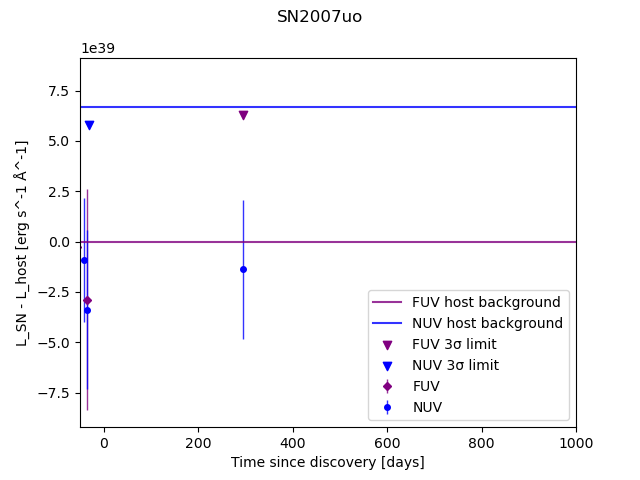 SN2007uo
1e39
7.5
5.0
2.5
0.0
−2.5
−5.0
−7.5
L_SN - L_host [erg s^-1 Å^-1]
FUV host background
NUV host background
FUV 3σ limit
NUV 3σ limit
FUV
NUV
0 200 400 600 800 1000
Time since discovery [days]